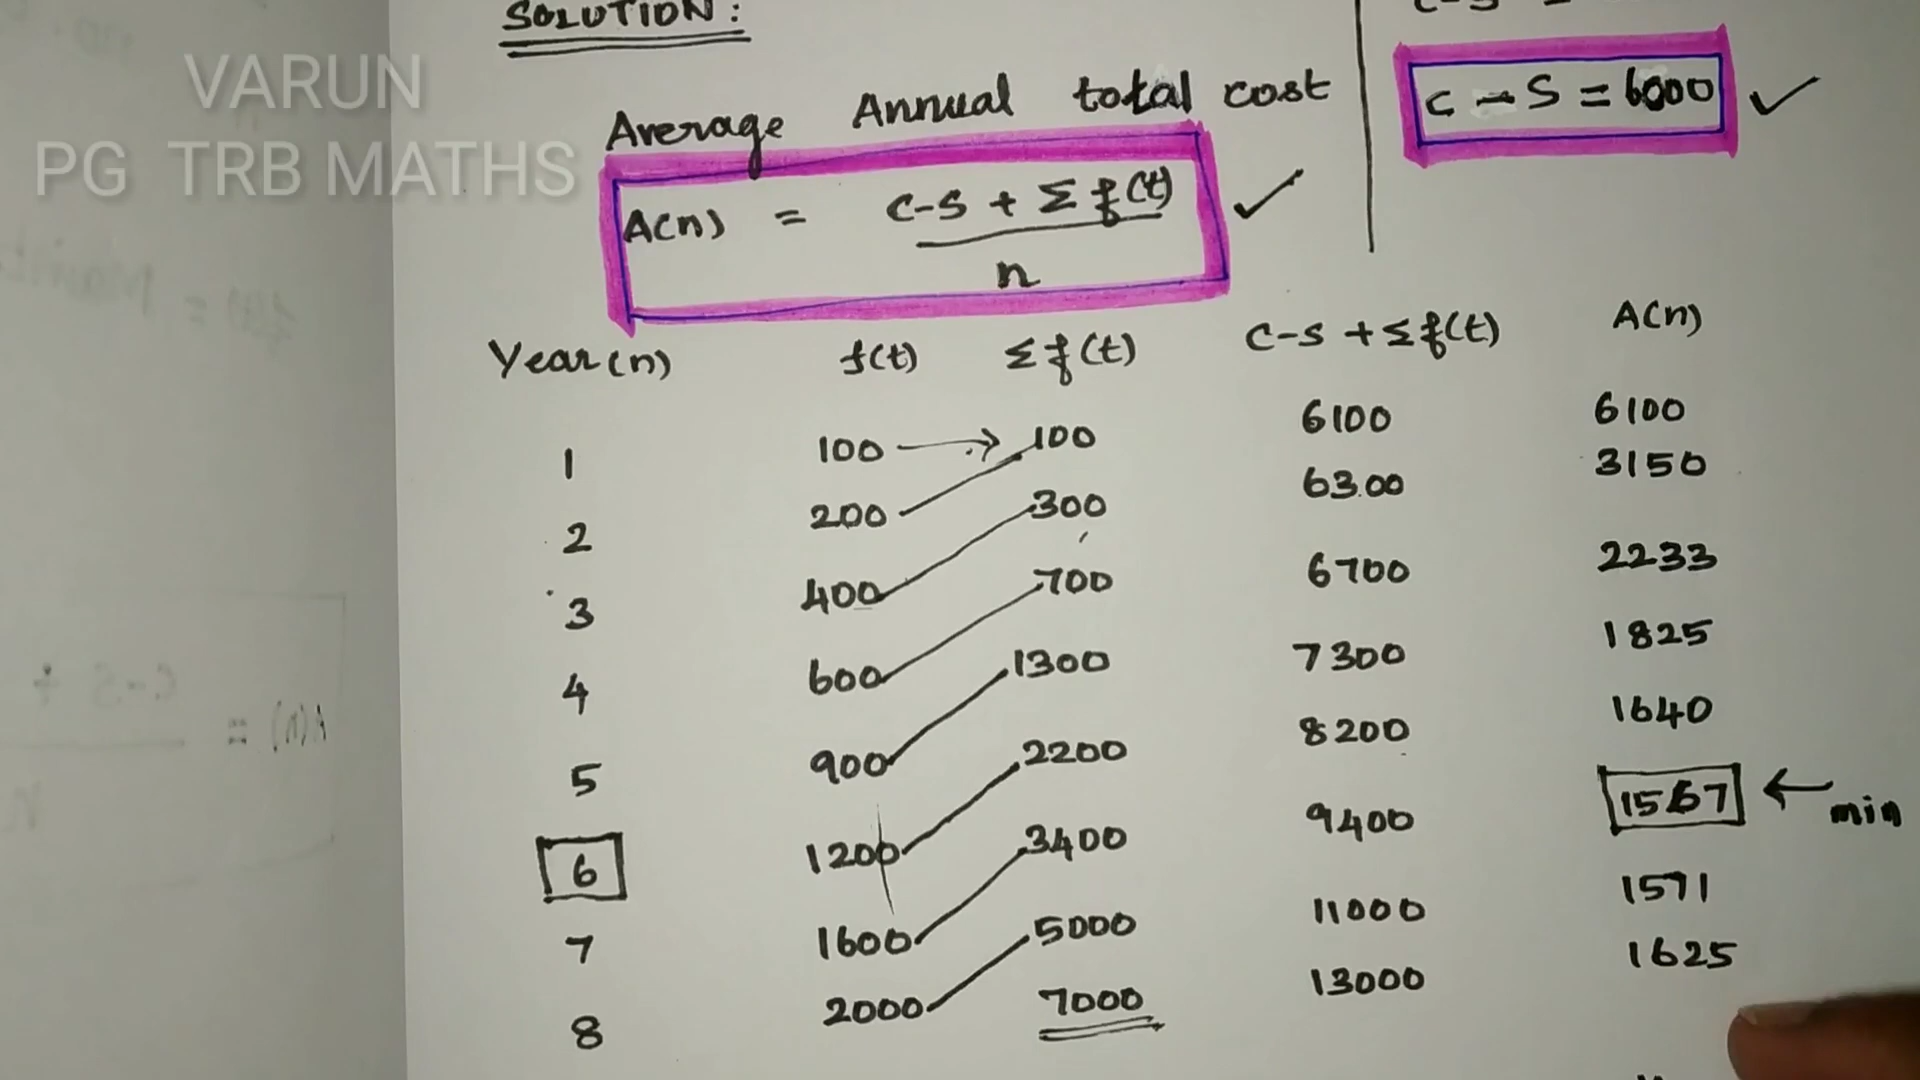 SOLUTION:
VARUN
PG TRB MATHS
Average Annual total cost
C - S = 6000
A(n) = C-S + Σ f(t)
n
Year(n) f(t) Σf(t) C-S + Σf(t) A(n)
1 100 100 6100 6100
2 200 300 6300 3150
3 400 700 6700 2233
4 600 1300 7300 1825
5 900 2200 8200 1640
6 1200 3400 9400 1567 ← min
7 1600 5000 11000 1571
8 2000 7000 13000 1625